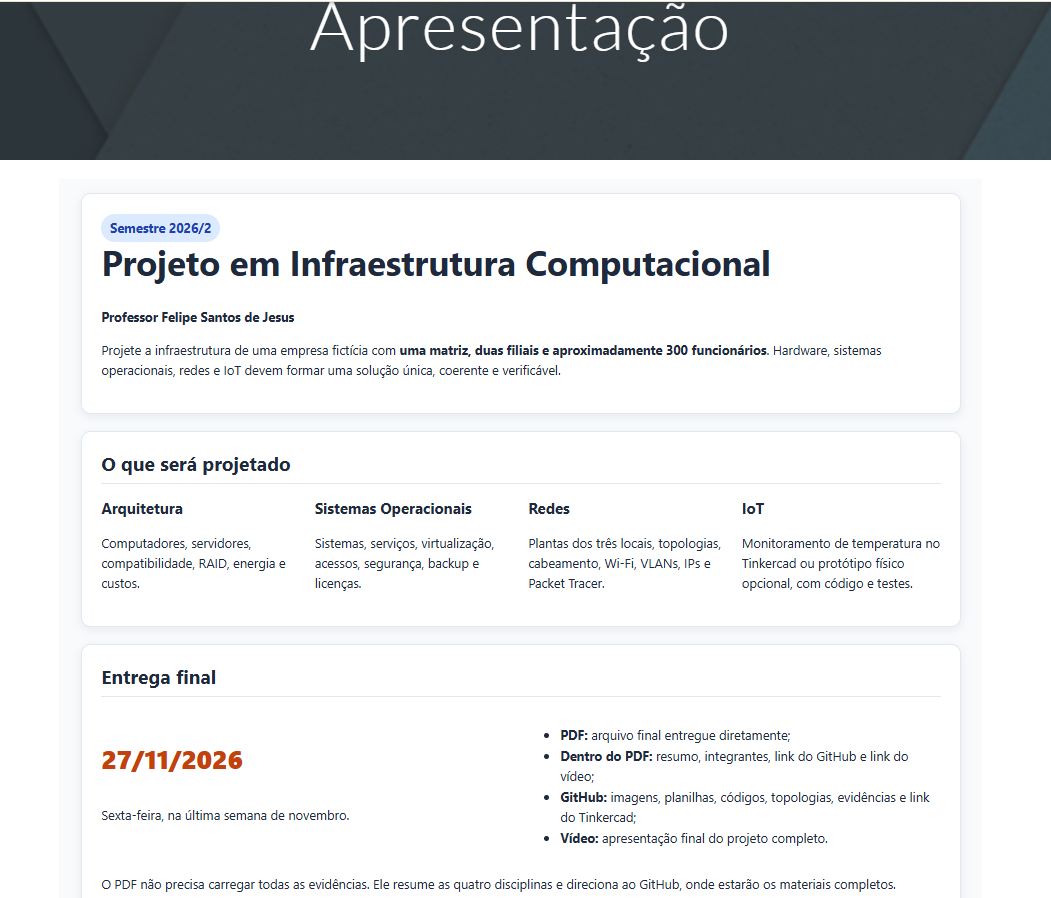 Apresentação
Semestre 2026/2
Projeto em Infraestrutura Computacional
Professor Felipe Santos de Jesus
Projete a infraestrutura de uma empresa fictícia com uma matriz, duas filiais e aproximadamente 300 funcionários. Hardware, sistemas
operacionais, redes e IoT devem formar uma solução única, coerente e verificável.
O que será projetado
Arquitetura
Computadores, servidores,
compatibilidade, RAID, energia e
custos.
Sistemas Operacionais
Sistemas, serviços, virtualização,
acessos, segurança, backup e
licenças.
Redes
Plantas dos três locais, topologias,
cabeamento, Wi-Fi, VLANs, IPs e
Packet Tracer.
IoT
Monitoramento de temperatura no
Tinkercad ou protótipo físico
opcional, com código e testes.
Entrega final
27/11/2026
Sexta-feira, na última semana de novembro.
• PDF: arquivo final entregue diretamente;
• Dentro do PDF: resumo, integrantes, link do GitHub e link do
vídeo;
• GitHub: imagens, planilhas, códigos, topologias, evidências e link
do Tinkercad;
• Vídeo: apresentação final do projeto completo.
O PDF não precisa carregar todas as evidências. Ele resume as quatro disciplinas e direciona ao GitHub, onde estarão os materiais completos.